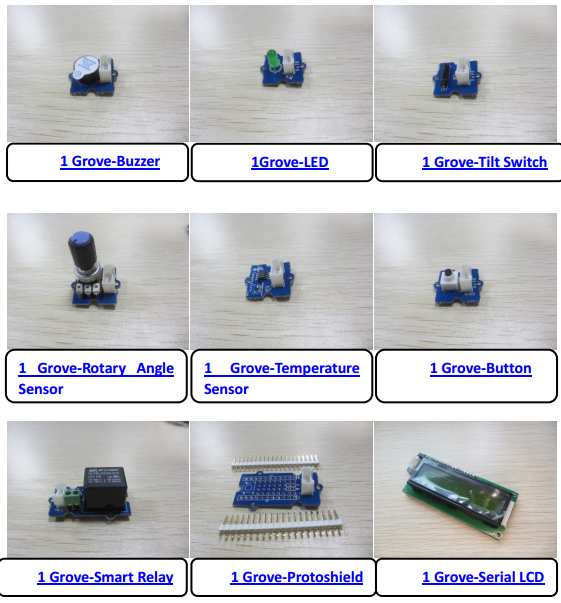 1 Grove-Buzzer
1Grove-LED
1 Grove-Tilt Switch
1 Grove-Rotary Angle
Sensor
1 Grove-Temperature
Sensor
1 Grove-Button
1 Grove-Smart Relay
1 Grove-Protoshield
1 Grove-Serial LCD